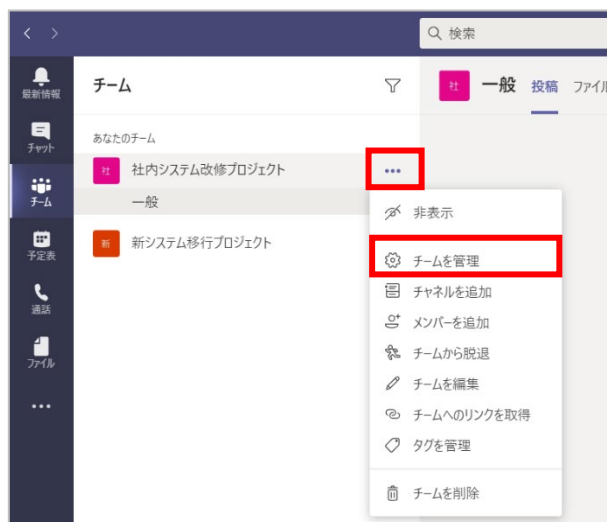 検索
最新情報
チャット
チーム
予定表
通話
ファイル
チーム
あなたのチーム
社 社内システム改修プロジェクト
一般
新 新システム移行プロジェクト
社 一般 投稿 ファイル
非表示
チームを管理
チャネルを追加
メンバーを追加
チームから脱退
チームを編集
チームへのリンクを取得
タグを管理
チームを削除